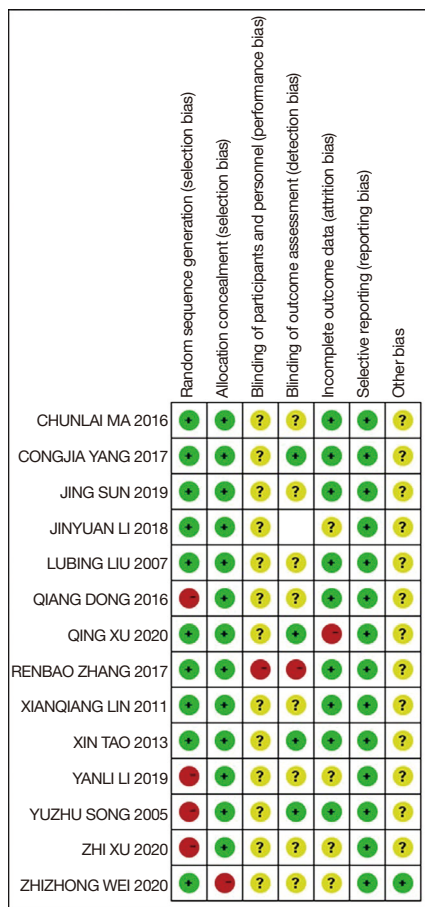 Random sequence generation (selection bias)
Allocation concealment (selection bias)
Blinding of participants and personnel (performance bias)
Blinding of outcome assessment (detection bias)
Incomplete outcome data (attrition bias)
Selective reporting (reporting bias)
Other bias
CHUNLAI MA 2016 + + ? ? + + ?
CONGJIA YANG 2017 + + ? + + + ?
JING SUN 2019 + + ? ? + + ?
JINYUAN LI 2018 + + ? ? + ?
LUBING LIU 2007 + + ? ? + + ?
QIANG DONG 2016 - + ? ? + + ?
QING XU 2020 + + ? + - + ?
RENBAO ZHANG 2017 + + - - + + ?
XIANQIANG LIN 2011 + + ? ? + + ?
XIN TAO 2013 + + ? + + + ?
YANLI LI 2019 - + ? ? ? + ?
YUZHU SONG 2005 - + ? + + + ?
ZHI XU 2020 - + ? ? ? + ?
ZHIZHONG WEI 2020 + - ? ? ? + +